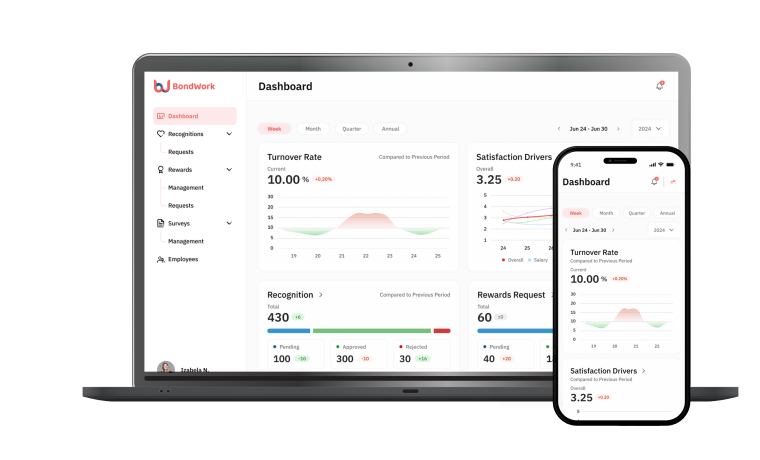 BondWork
Dashboard
Recognitions
Requests
Rewards
Management
Requests
Surveys
Management
Employees
Izabela N.
Dashboard
Week Month Quarter Annual
Jun 24 - Jun 30
2024
Turnover Rate
Compared to Previous Period
Current
10.00 % +0,20%
30
20
15
10
5
0
19 20 21 22 23 24 25
Satisfaction Drivers
Overall
3.25 +0.20
5
4
3
2
1
24 25
Overall Salary
Recognition
Compared to Previous Period
Total
430 +6
Pending Approved Rejected
100 -10 300 -10 30 +16
Rewards Request
Total
60 ±0
Pending
40 +20
9:41
Dashboard
Week Month Quarter Annual
Jun 24 - Jun 30
2024
Turnover Rate
Compared to Previous Period
Current
10.00 % +0,20%
30
20
15
10
5
0
19 20 21 22
Satisfaction Drivers
Compared to Previous Period
Overall
3.25 +0.20
5